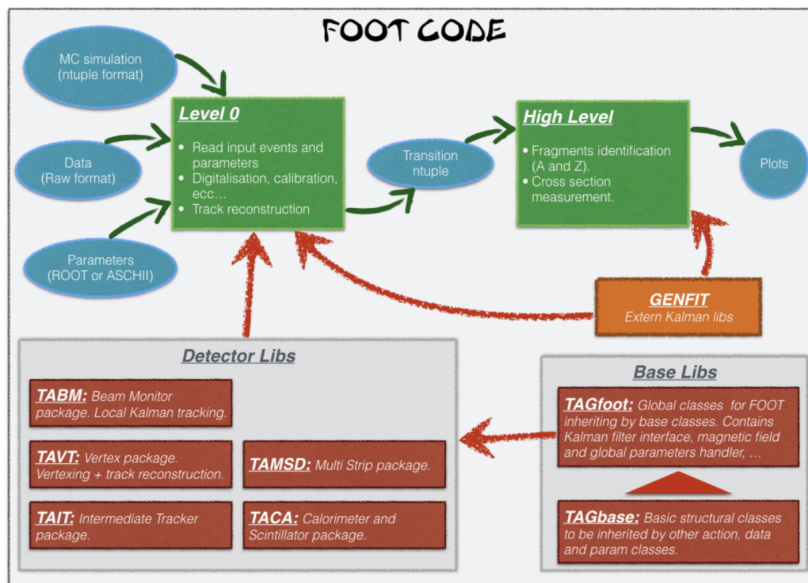 FOOT CODE
MC simulation
(ntuple format)
Data
(Raw format)
Parameters
(ROOT or ASCHII)
Level 0
• Read input events and
parameters
• Digitalisation, calibration,
ecc...
• Track reconstruction
Transition
ntuple
High Level
• Fragments identification
(A and Z).
• Cross section
measurement.
Plots
GENFIT
Extern Kalman libs
Detector Libs
TABM: Beam Monitor
package. Local Kalman tracking.
TAVT: Vertex package.
Vertexing + track reconstruction.
TAMSD: Multi Strip package.
TAIT: Intermediate Tracker
package.
TACA: Calorimeter and
Scintillator package.
Base Libs
TAGfoot: Global classes for FOOT
inheriting by base classes. Contains
Kalman filter interface, magnetic field
and global parameters handler, ...
TAGbase: Basic structural classes
to be inherited by other action, data
and param classes.